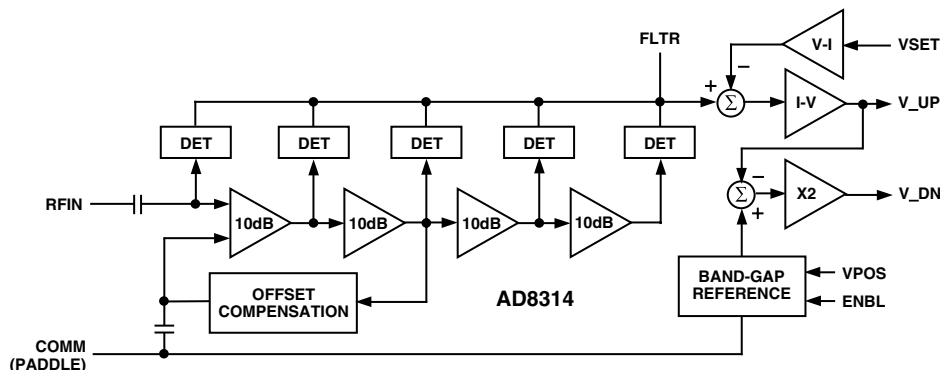 FLTR
V-I
VSET
+
–
Σ
I-V
V_UP
DET
DET
DET
DET
DET
RFIN
10dB
10dB
10dB
10dB
–
Σ
+
X2
V_DN
OFFSET
COMPENSATION
AD8314
BAND-GAP
REFERENCE
VPOS
ENBL
COMM
(PADDLE)